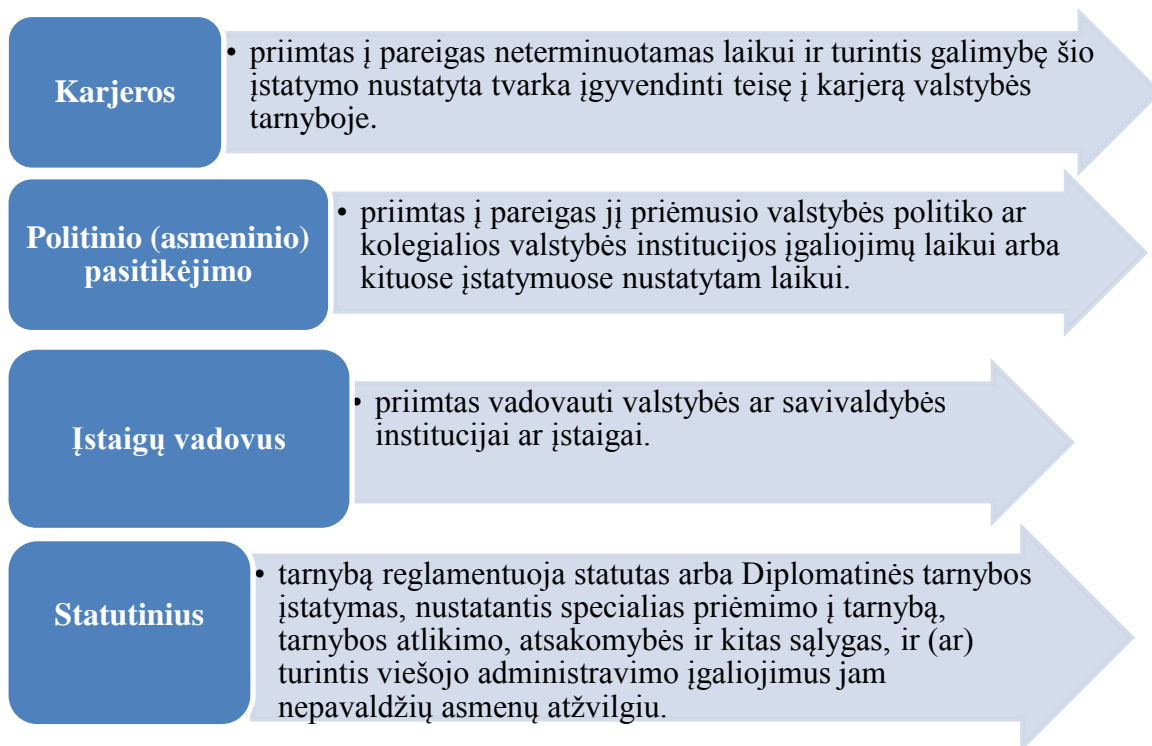 Karjeros
• priimtas į pareigas neterminuotamas laikui ir turintis galimybę šio
įstatymo nustatyta tvarka įgyvendinti teisę į karjerą valstybės
tarnyboje.
Politinio (asmeninio)
pasitikėjimo
• priimtas į pareigas jį priėmusio valstybės politiko ar
kolegialios valstybės institucijos įgaliojimų laikui arba
kituose įstatymuose nustatytam laikui.
Įstaigų vadovus
• priimtas vadovauti valstybės ar savivaldybės
institucijai ar įstaigai.
Statutinius
• tarnybą reglamentuoja statutas arba Diplomatinės tarnybos
įstatymas, nustatantis specialias priėmimo į tarnybą,
tarnybos atlikimo, atsakomybės ir kitas sąlygas, ir (ar)
turintis viešojo administravimo įgaliojimus jam
nepavaldžių asmenų atžvilgiu.